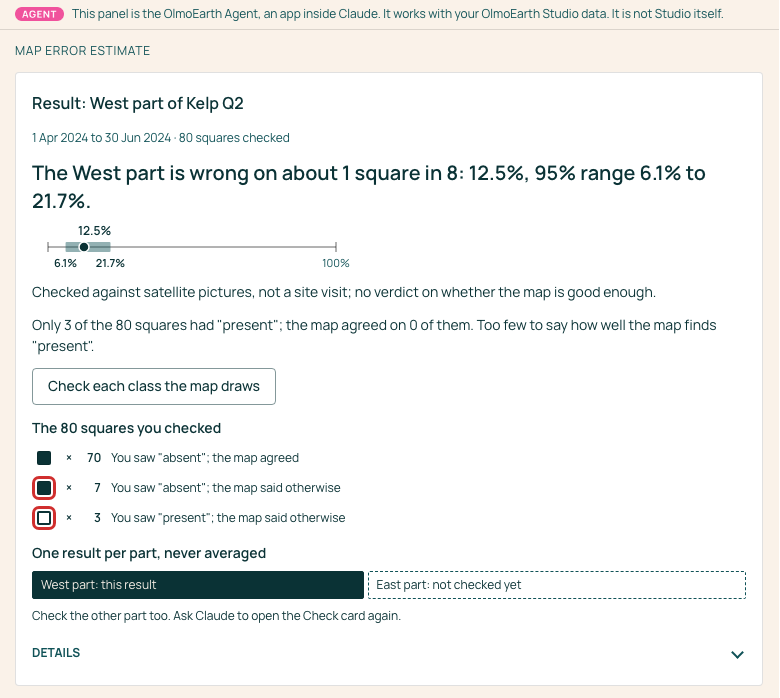 AGENT This panel is the OlmoEarth Agent, an app inside Claude. It works with your OlmoEarth Studio data. It is not Studio itself.
MAP ERROR ESTIMATE
Result: West part of Kelp Q2
1 Apr 2024 to 30 Jun 2024 · 80 squares checked
The West part is wrong on about 1 square in 8: 12.5%, 95% range 6.1% to
21.7%.
12.5%
6.1% 21.7% 100%
Checked against satellite pictures, not a site visit; no verdict on whether the map is good enough.
Only 3 of the 80 squares had "present"; the map agreed on 0 of them. Too few to say how well the map finds
"present".
Check each class the map draws
The 80 squares you checked
× 70 You saw "absent"; the map agreed
× 7 You saw "absent"; the map said otherwise
× 3 You saw "present"; the map said otherwise
One result per part, never averaged
West part: this result East part: not checked yet
Check the other part too. Ask Claude to open the Check card again.
DETAILS